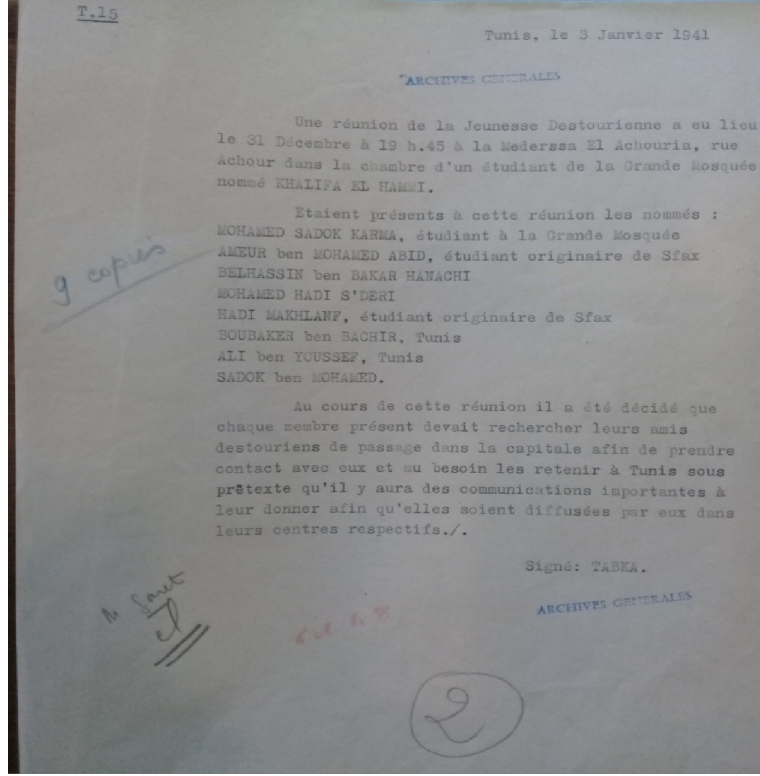 T.15
Tunis, le 3 Janvier 1941
ARCHIVES GENERALES
Une réunion de la Jeunesse Destourienne a eu lieu
le 31 Décembre à 19 h.45 à la Mederssa El Achouria, rue
Achour dans la chambre d'un étudiant de la Grande Mosquée
nommé KHALIFA EL HAMMI.
Etaient présents à cette réunion les nommés :
MOHAMED SADOK KARMA, étudiant à la Grande Mosquée
AMEUR ben MOHAMED ABID, étudiant originaire de Sfax
BELHASSIN ben BAKAR HANACHI
MOHAMED HADI S'DERI
HADI MAKHLANF, étudiant originaire de Sfax
BOUBAKER ben BACHIR, Tunis
ALI ben YOUSSEF, Tunis
SADOK ben MOHAMED.
9 copies
Au cours de cette réunion il a été décidé que
chaque membre présent devait rechercher leurs amis
destouriens de passage dans la capitale afin de prendre
contact avec eux et au besoin les retenir à Tunis sous
prêtexte qu'il y aura des communications importantes à
leur donner afin qu'elles soient diffusées par eux dans
leurs centres respectifs./.
Signé: TABKA.
ARCHIVES GENERALES
2